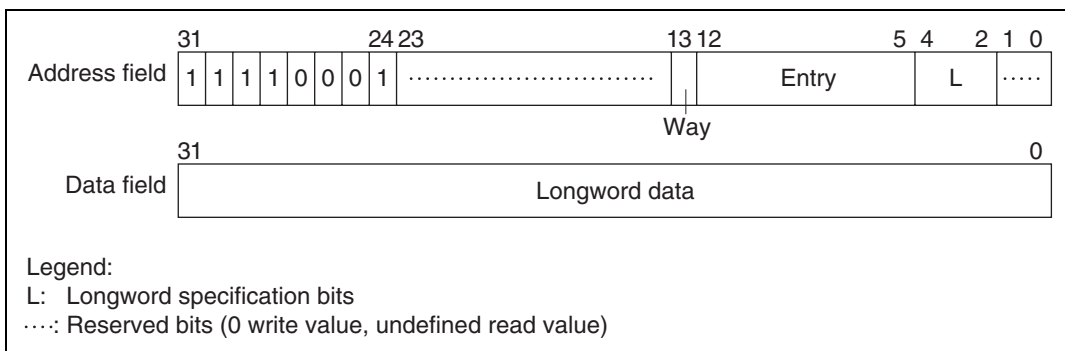 31 24 23 13 12 5 4 2 1 0
Address field 1 1 1 1 0 0 0 1 ............................. Entry L .....
Way
31 0
Data field Longword data
Legend:
L: Longword specification bits
....: Reserved bits (0 write value, undefined read value)